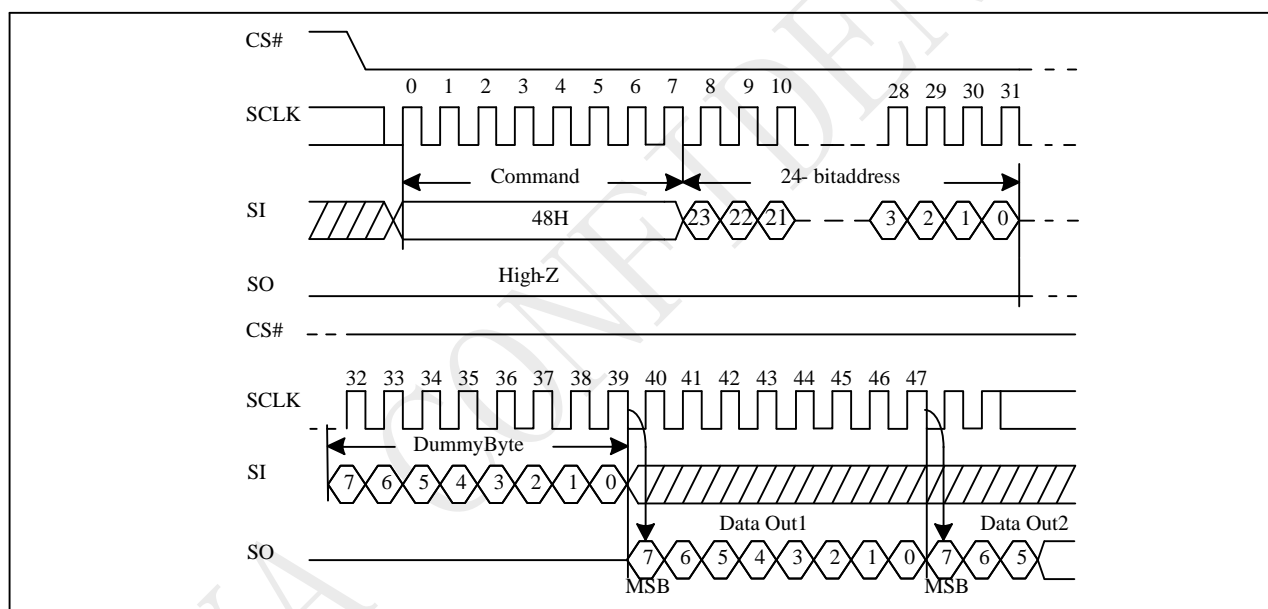 CS#
0 1 2 3 4 5 6 7 8 9 10 28 29 30 31
SCLK
Command 24- bitaddress
SI 48H 23 22 21 3 2 1 0
High-Z
SO
CS#
32 33 34 35 36 37 38 39 40 41 42 43 44 45 46 47
SCLK
DummyByte
SI 7 6 5 4 3 2 1 0
Data Out1 Data Out2
SO 7 6 5 4 3 2 1 0 7 6 5
MSB MSB